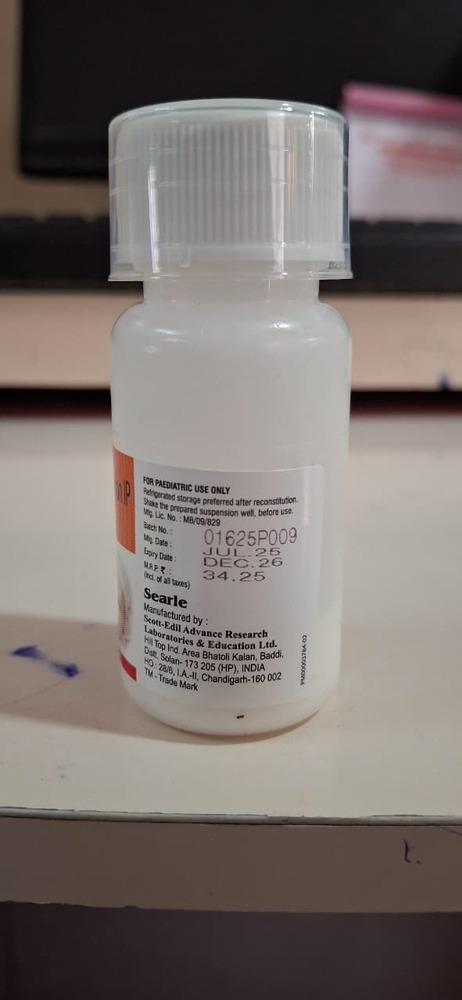 on IP
FOR PAEDIATRIC USE ONLY
Refrigerated storage preferred after reconstitution.
Shake the prepared suspension well, before use.
Mfg. Lic. No. : MB/09/829
Batch No. : 01625P009
Mfg. Date : JUL.25
Expiry Date : DEC.26
M.R.P. ₹ : 34.25
(Incl. of all taxes)
Searle
Manufactured by :
Scott-Edil Advance Research
Laboratories & Education Ltd.
Hill Top Ind. Area Bhatoli Kalan, Baddi,
Distt. Solan- 173 205 (HP), INDIA
HO.: 28/6, I.A.-II, Chandigarh-160 002
TM - Trade Mark